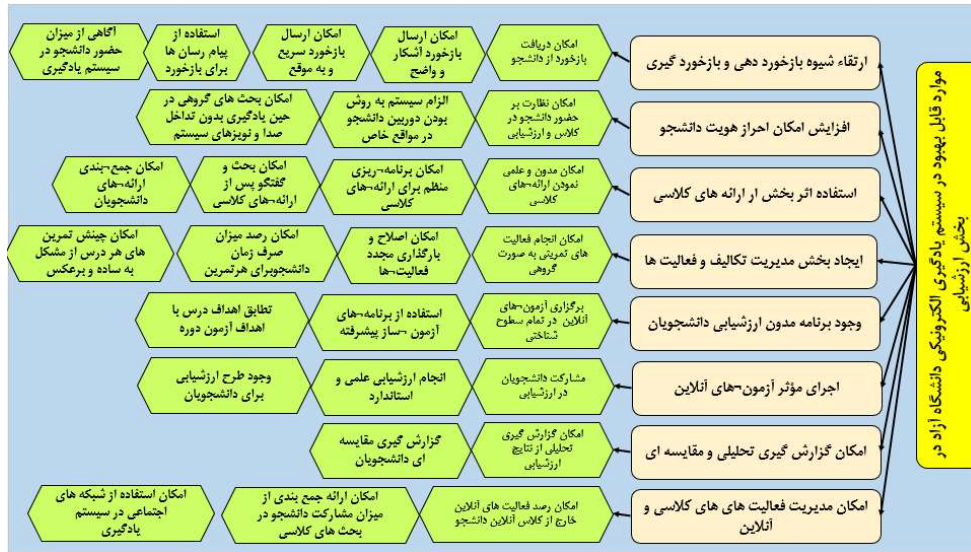 موارد قابل بهبود در سیستم یادگیری الکترونیکی دانشگاه آزاد در
بخش ارزشیابی
ارتقاء شیوه بازخورد دهی و بازخورد گیری
امکان دریافت
بازخورد از دانشجو
امکان ارسال
بازخورد آشکار
و واضح
امکان ارسال
بازخورد سریع
و به موقع
استفاده از
پیام رسان ها
برای بازخورد
آگاهی از میزان
حضور دانشجو در
سیستم یادگیری
افزایش امکان احراز هویت دانشجو
امکان نظارت بر
حضور دانشجو در
کلاس و ارزشیابی
الزام سیستم به روش
بودن دوربین دانشجو
در مواقع خاص
امکان بحث های گروهی در
حین یادگیری بدون تداخل
صدا و نویزهای سیستم
استفاده اثر بخش ار ارائه های کلاسی
امکان مدون و علمی
نمودن ارائه¬های
کلاسی
امکان برنامه¬ریزی
منظم برای ارائه¬های
کلاسی
امکان بحث و
گفتگو پس از
ارائه¬های کلاسی
امکان جمع¬بندی
ارائه¬های
دانشجویان
ایجاد بخش مدیریت تکالیف و فعالیت ها
امکان انجام فعالیت
های تمرینی به صورت
گروهی
امکان اصلاح و
بارگذاری مجدد
فعالیت¬ها
امکان رصد میزان
صرف زمان
دانشجوبرای هرتمرین
امکان چینش تمرین
های هر درس از مشکل
به ساده و برعکس
وجود برنامه مدون ارزشیابی دانشجویان
برگزاری آزمون¬های
آنلاین در تمام سطوح
شناختی
استفاده از برنامه¬های
آزمون ¬ساز پیشرفته
تطابق اهداف درس با
اهداف آزمون دوره
اجرای مؤثر آزمون¬های آنلاین
مشارکت دانشجویان
در ارزشیابی
انجام ارزشیابی علمی و
استاندارد
وجود طرح ارزشیابی
برای دانشجویان
امکان گزارش گیری تحلیلی و مقایسه ای
امکان گزارش گیری
تحلیلی از نتایج
ارزشیابی
گزارش گیری مقایسه
ای دانشجویان
امکان مدیریت فعالیت های های کلاسی و
آنلاین
امکان رصد فعالیت های آنلاین
خارج از کلاس آنلاین دانشجو
امکان ارائه جمع بندی از
میزان مشارکت دانشجو در
بحث های کلاسی
امکان استفاده از شبکه های
اجتماعی در سیستم
یادگیری